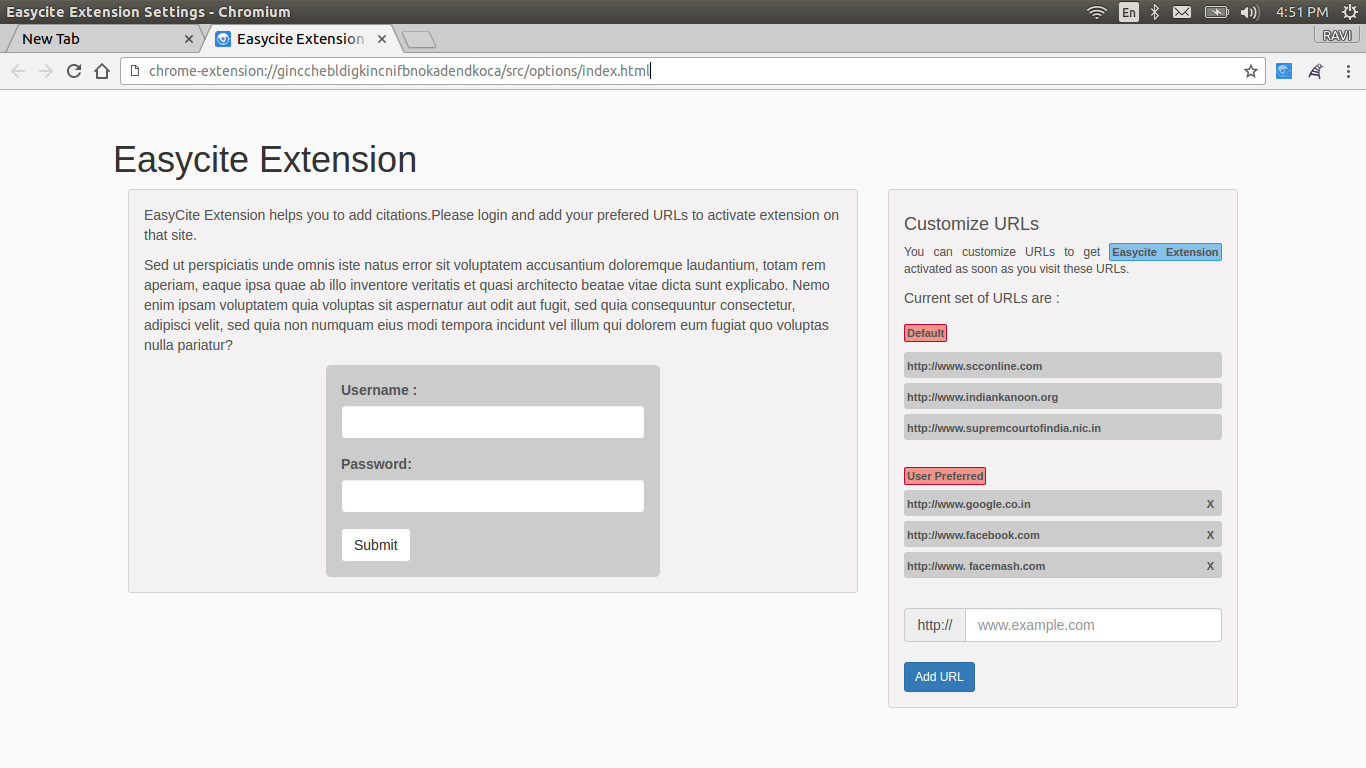 Easycite Extension Settings - Chromium
En
4:51 PM
New Tab
Easycite Extension
RAVI
chrome-extension://gincchebldigkincnifbnokadendkoca/src/options/index.html
Easycite Extension
EasyCite Extension helps you to add citations.Please login and add your prefered URLs to activate extension on
that site.
Sed ut perspiciatis unde omnis iste natus error sit voluptatem accusantium doloremque laudantium, totam rem
aperiam, eaque ipsa quae ab illo inventore veritatis et quasi architecto beatae vitae dicta sunt explicabo. Nemo
enim ipsam voluptatem quia voluptas sit aspernatur aut odit aut fugit, sed quia consequuntur consectetur,
adipisci velit, sed quia non numquam eius modi tempora incidunt vel illum qui dolorem eum fugiat quo voluptas
nulla pariatur?
Username :
Password:
Submit
Customize URLs
You can customize URLs to get Easycite Extension
activated as soon as you visit these URLs.
Current set of URLs are :
Default
http://www.scconline.com
http://www.indiankanoon.org
http://www.supremcourtofindia.nic.in
User Preferred
http://www.google.co.in X
http://www.facebook.com X
http://www. facemash.com X
http:// www.example.com
Add URL